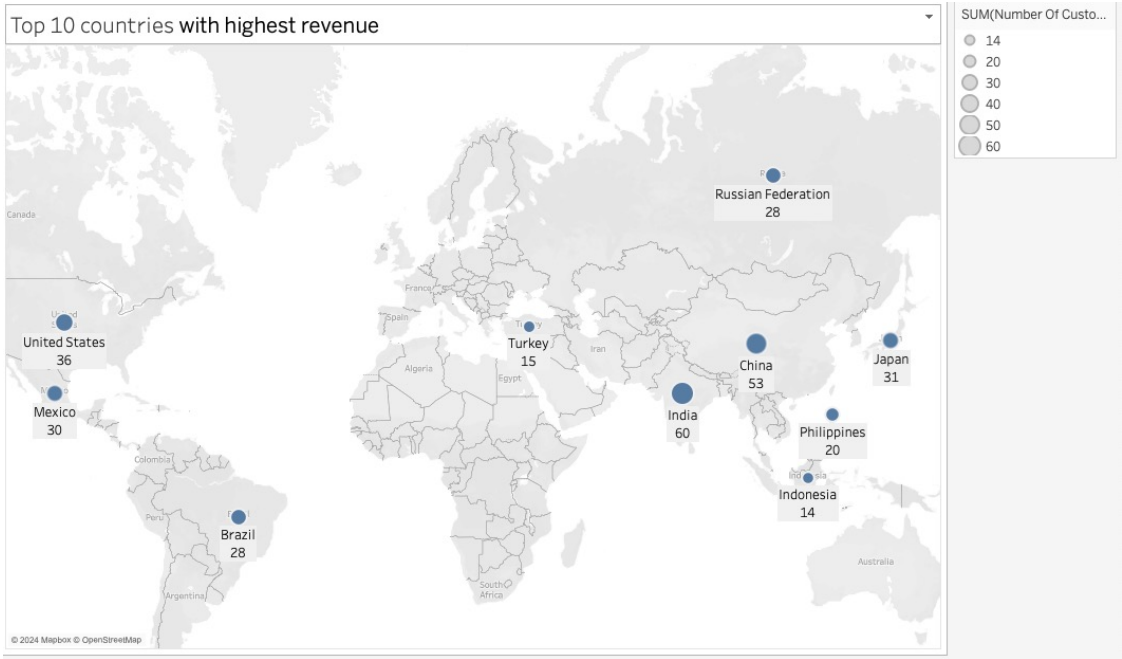 Top 10 countries with highest revenue
SUM(Number Of Custo...
14
20
30
40
50
60
Russian Federation
28
Canada
France
Spain
United States
36
Turkey
15
Iran
China
53
Japan
31
Algeria
Egypt
Mexico
30
India
60
Philippines
20
Colombia
Indonesia
14
Peru
Brazil
28
Australia
Argentina
South
Africa
© 2024 Mapbox © OpenStreetMap